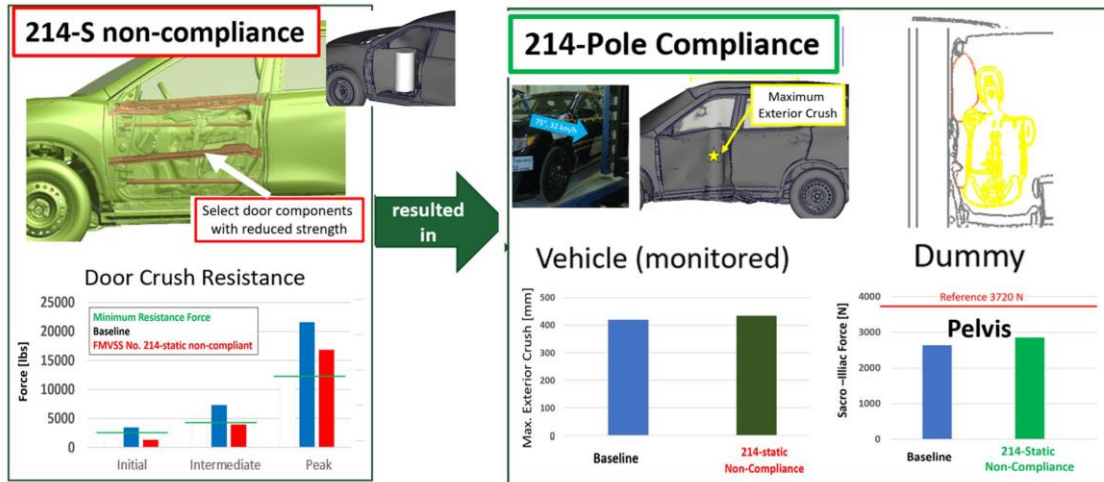 214-S non-compliance
Select door components
with reduced strength
Door Crush Resistance
Force [lbs]
25000
20000
15000
10000
5000
0
Minimum Resistance Force
Baseline
FMVSS No. 214-static non-compliant
Initial
Intermediate
Peak
resulted
in
214-Pole Compliance
75°, 32 km/h
Maximum
Exterior Crush
Vehicle (monitored)
Max. Exterior Crush [mm]
500
400
300
200
100
0
Baseline
214-static
Non-Compliance
Dummy
Sacro –Illiac Force [N]
4000
3000
2000
1000
0
Reference 3720 N
Pelvis
Baseline
214-Static
Non-Compliance